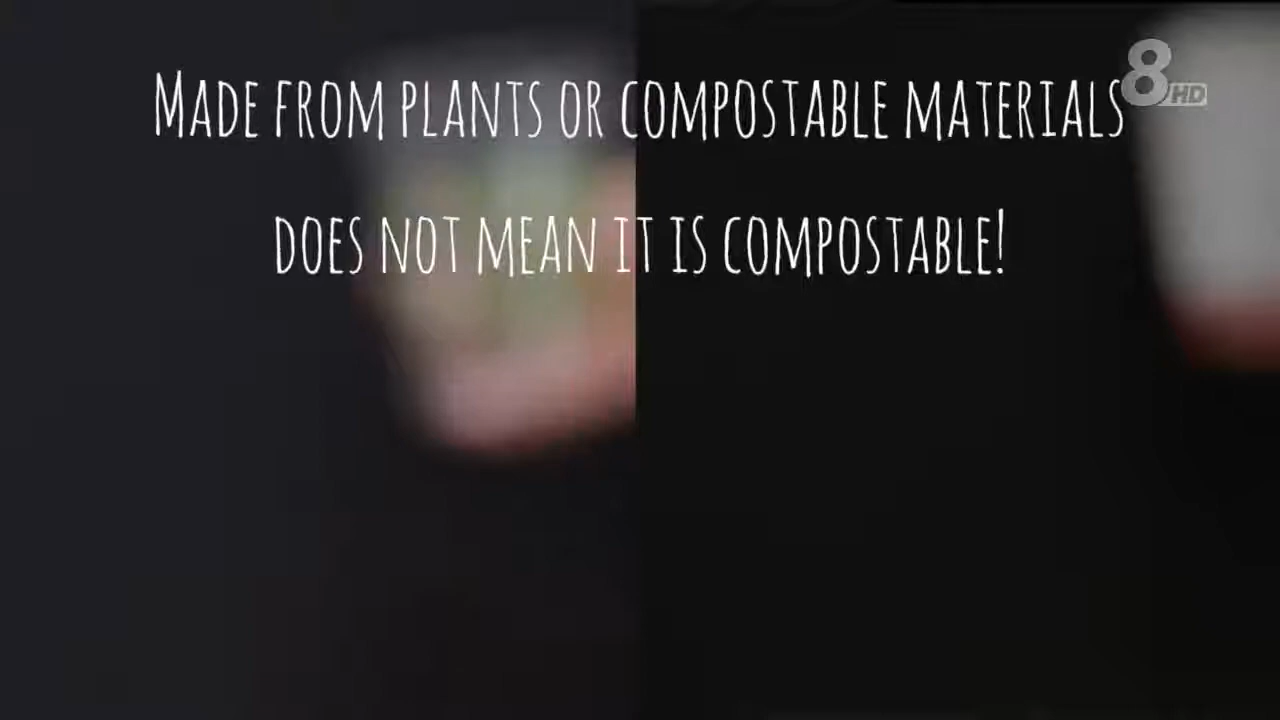 8HD
Made from plants or compostable materials
does not mean it is compostable!